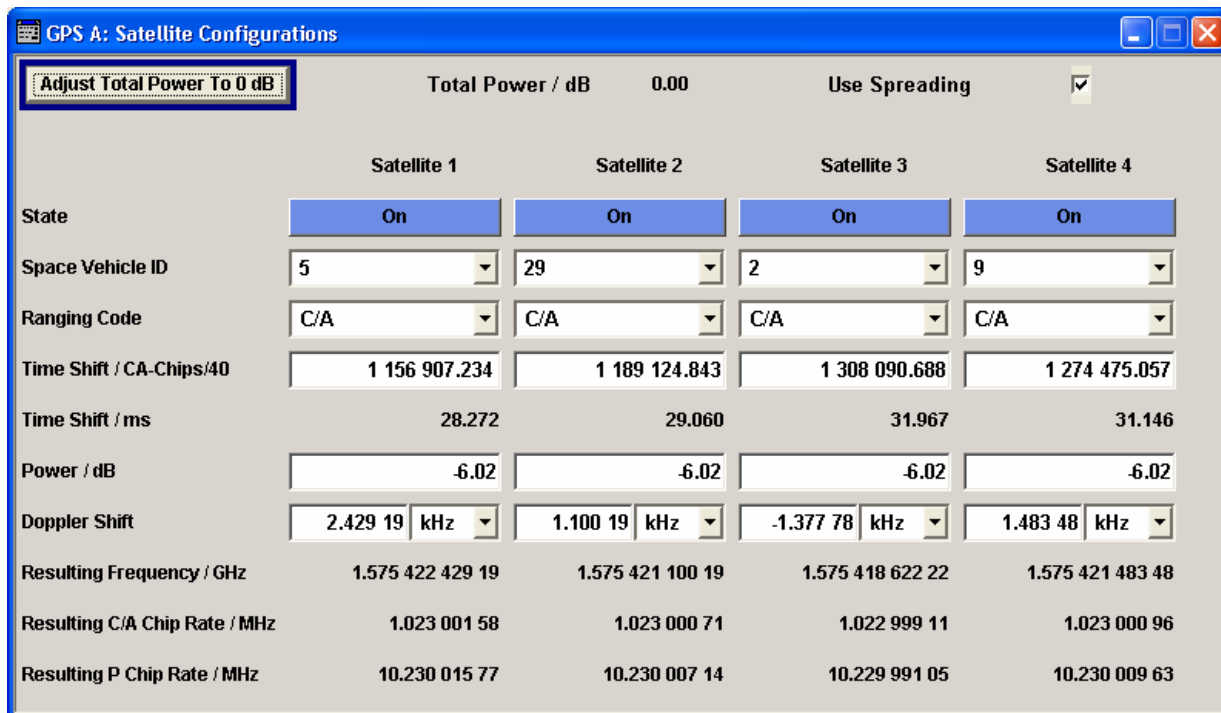 GPS A: Satellite Configurations
Adjust Total Power To 0 dB Total Power / dB 0.00 Use Spreading
Satellite 1 Satellite 2 Satellite 3 Satellite 4
State On On On On
Space Vehicle ID 5 29 2 9
Ranging Code C/A C/A C/A C/A
Time Shift / CA-Chips/40 1 156 907.234 1 189 124.843 1 308 090.688 1 274 475.057
Time Shift / ms 28.272 29.060 31.967 31.146
Power / dB -6.02 -6.02 -6.02 -6.02
Doppler Shift 2.429 19 kHz 1.100 19 kHz -1.377 78 kHz 1.483 48 kHz
Resulting Frequency / GHz 1.575 422 429 19 1.575 421 100 19 1.575 418 622 22 1.575 421 483 48
Resulting C/A Chip Rate / MHz 1.023 001 58 1.023 000 71 1.022 999 11 1.023 000 96
Resulting P Chip Rate / MHz 10.230 015 77 10.230 007 14 10.229 991 05 10.230 009 63